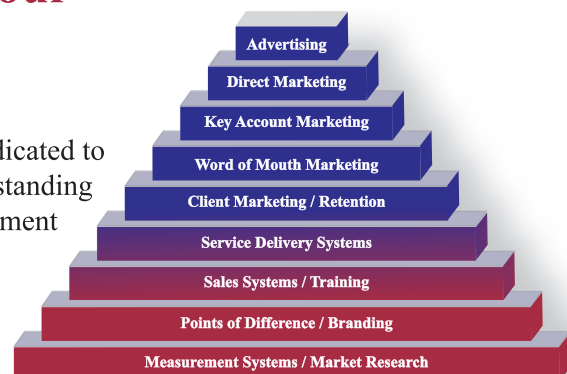 Advertising
Direct Marketing
Key Account Marketing
dicated to
Word of Mouth Marketing
standing
Client Marketing / Retention
ment
Service Delivery Systems
Sales Systems / Training
Points of Difference / Branding
Measurement Systems / Market Research